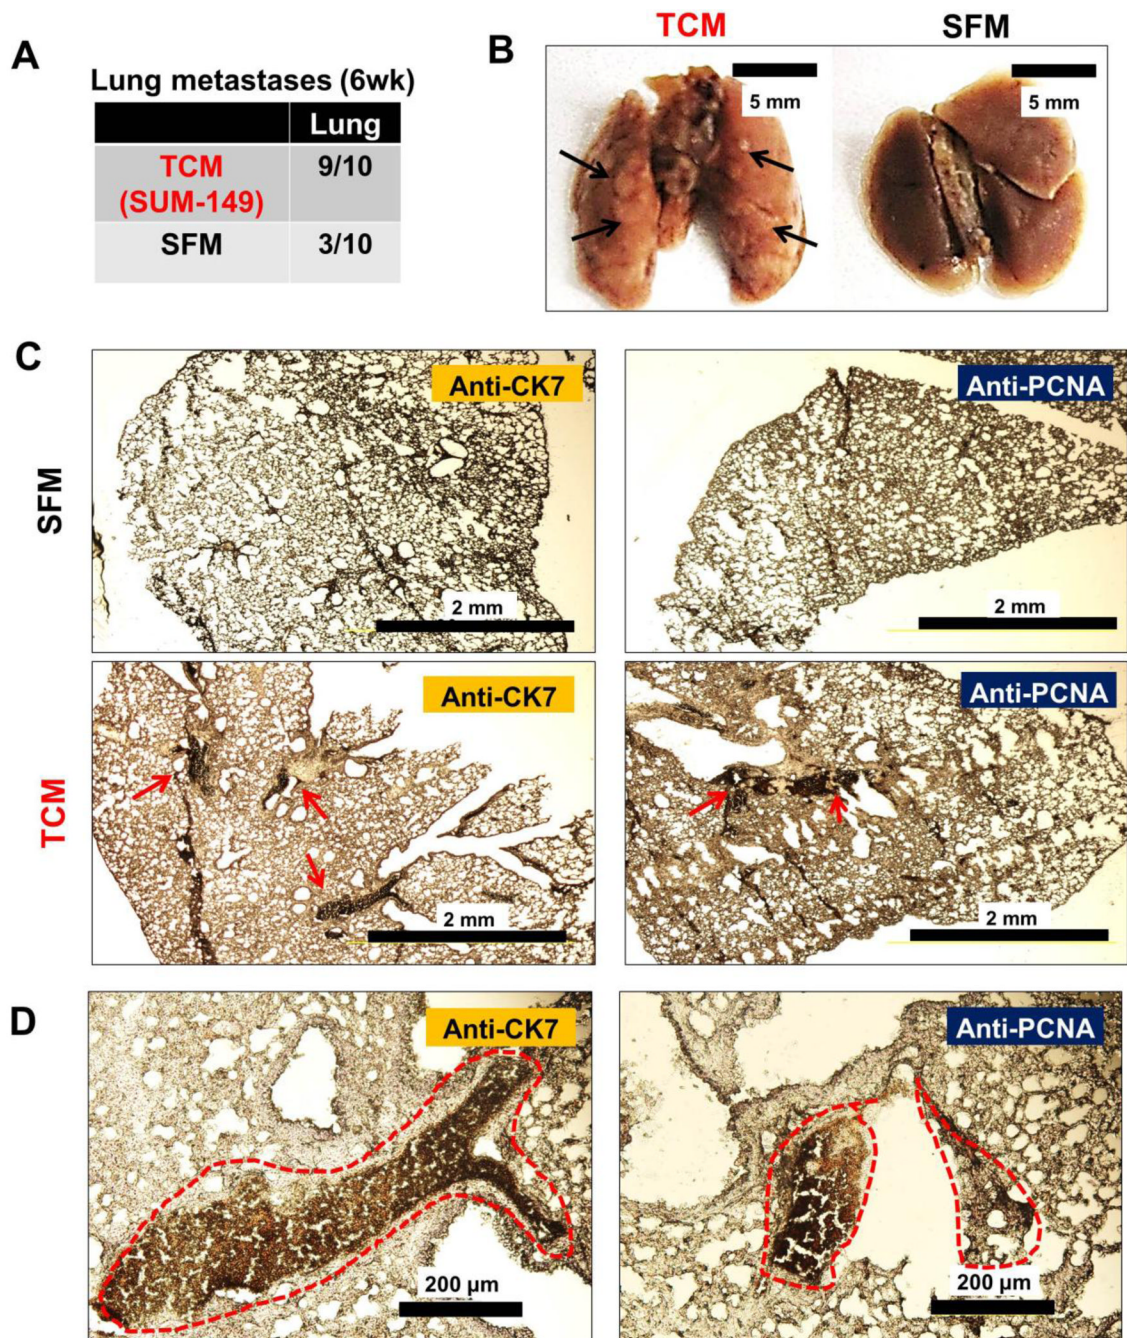 A
Lung metastases (6wk)
Lung
TCM
(SUM-149)
9/10
SFM
3/10
B
TCM
SFM
5 mm
5 mm
C
SFM
Anti-CK7
2 mm
Anti-PCNA
2 mm
TCM
Anti-CK7
2 mm
Anti-PCNA
2 mm
D
Anti-CK7
200 µm
Anti-PCNA
200 µm